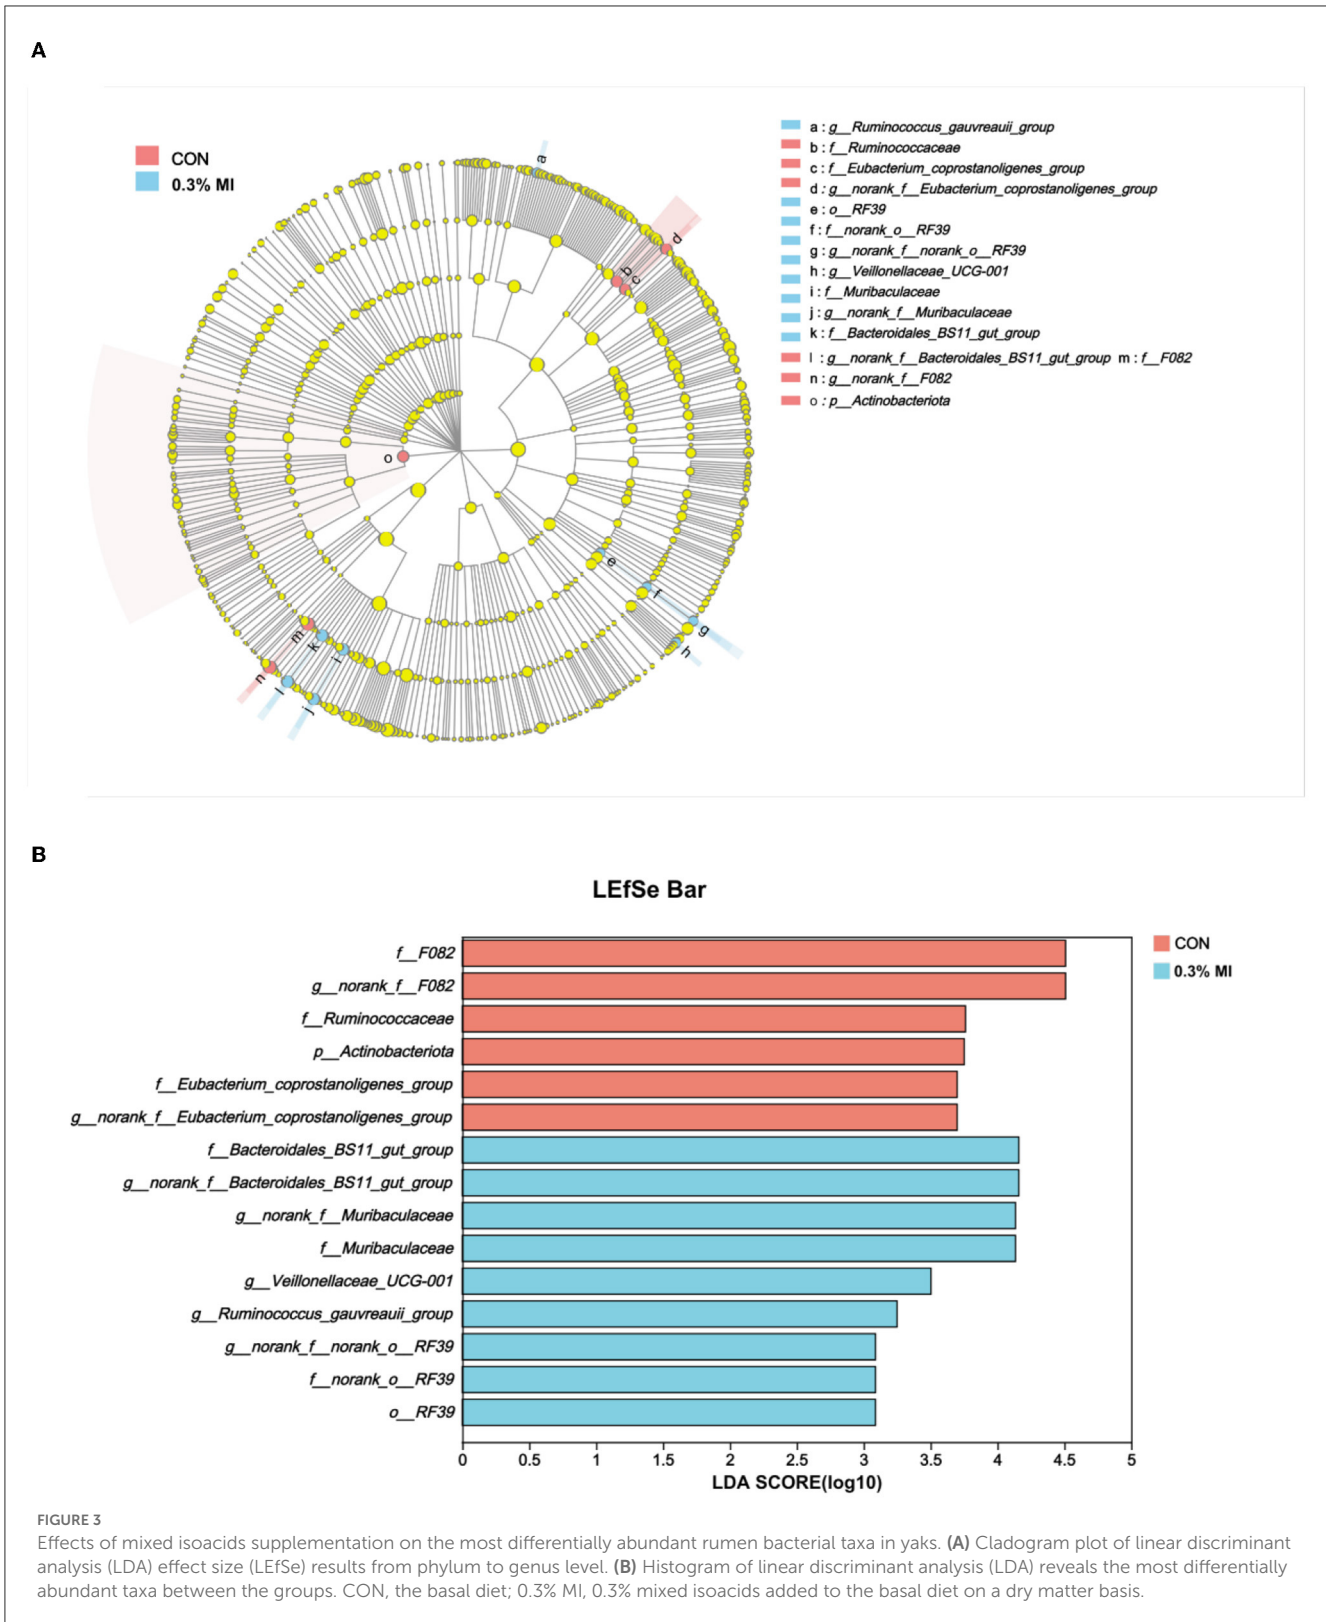 A
CON
0.3% MI
a : g__Ruminococcus_gauvreauii_group
b : f__Ruminococcaceae
c : f__Eubacterium_coprostanoligenes_group
d : g__norank_f__Eubacterium_coprostanoligenes_group
e : o__RF39
f : f__norank_o__RF39
g : g__norank_f__norank_o__RF39
h : g__Veillonellaceae_UCG-001
i : f__Muribaculaceae
j : g__norank_f__Muribaculaceae
k : f__Bacteroidales_BS11_gut_group
l : g__norank_f__Bacteroidales_BS11_gut_group m : f__F082
n : g__norank_f__F082
o : p__Actinobacteriota
a
d
b
c
o
e
f
g
h
m
k
i
n
l
j
B
LEfSe Bar
CON
0.3% MI
f__F082
g__norank_f__F082
f__Ruminococcaceae
p__Actinobacteriota
f__Eubacterium_coprostanoligenes_group
g__norank_f__Eubacterium_coprostanoligenes_group
f__Bacteroidales_BS11_gut_group
g__norank_f__Bacteroidales_BS11_gut_group
g__norank_f__Muribaculaceae
f__Muribaculaceae
g__Veillonellaceae_UCG-001
g__Ruminococcus_gauvreauii_group
g__norank_f__norank_o__RF39
f__norank_o__RF39
o__RF39
0 0.5 1 1.5 2 2.5 3 3.5 4 4.5 5
LDA SCORE(log10)
FIGURE 3
Effects of mixed isoacids supplementation on the most differentially abundant rumen bacterial taxa in yaks. (A) Cladogram plot of linear discriminant
analysis (LDA) effect size (LEfSe) results from phylum to genus level. (B) Histogram of linear discriminant analysis (LDA) reveals the most differentially
abundant taxa between the groups. CON, the basal diet; 0.3% MI, 0.3% mixed isoacids added to the basal diet on a dry matter basis.